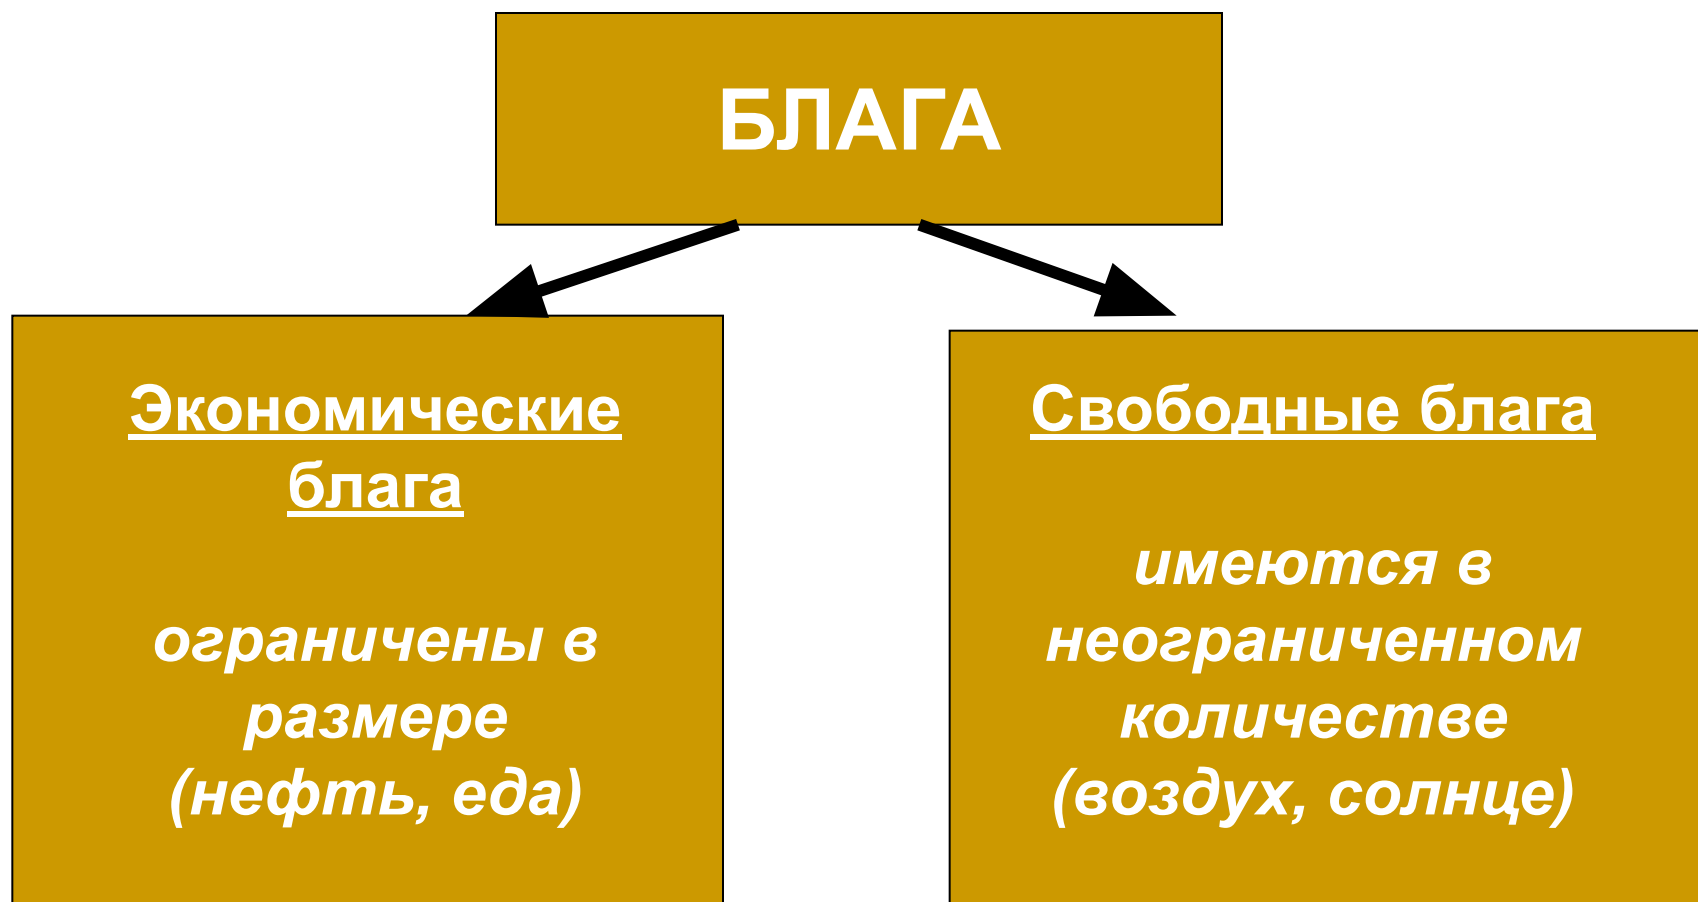 БЛАГА
Экономические
блага
ограничены в
размере
(нефть, еда)
Свободные блага
имеются в
неограниченном
количестве
(воздух, солнце)